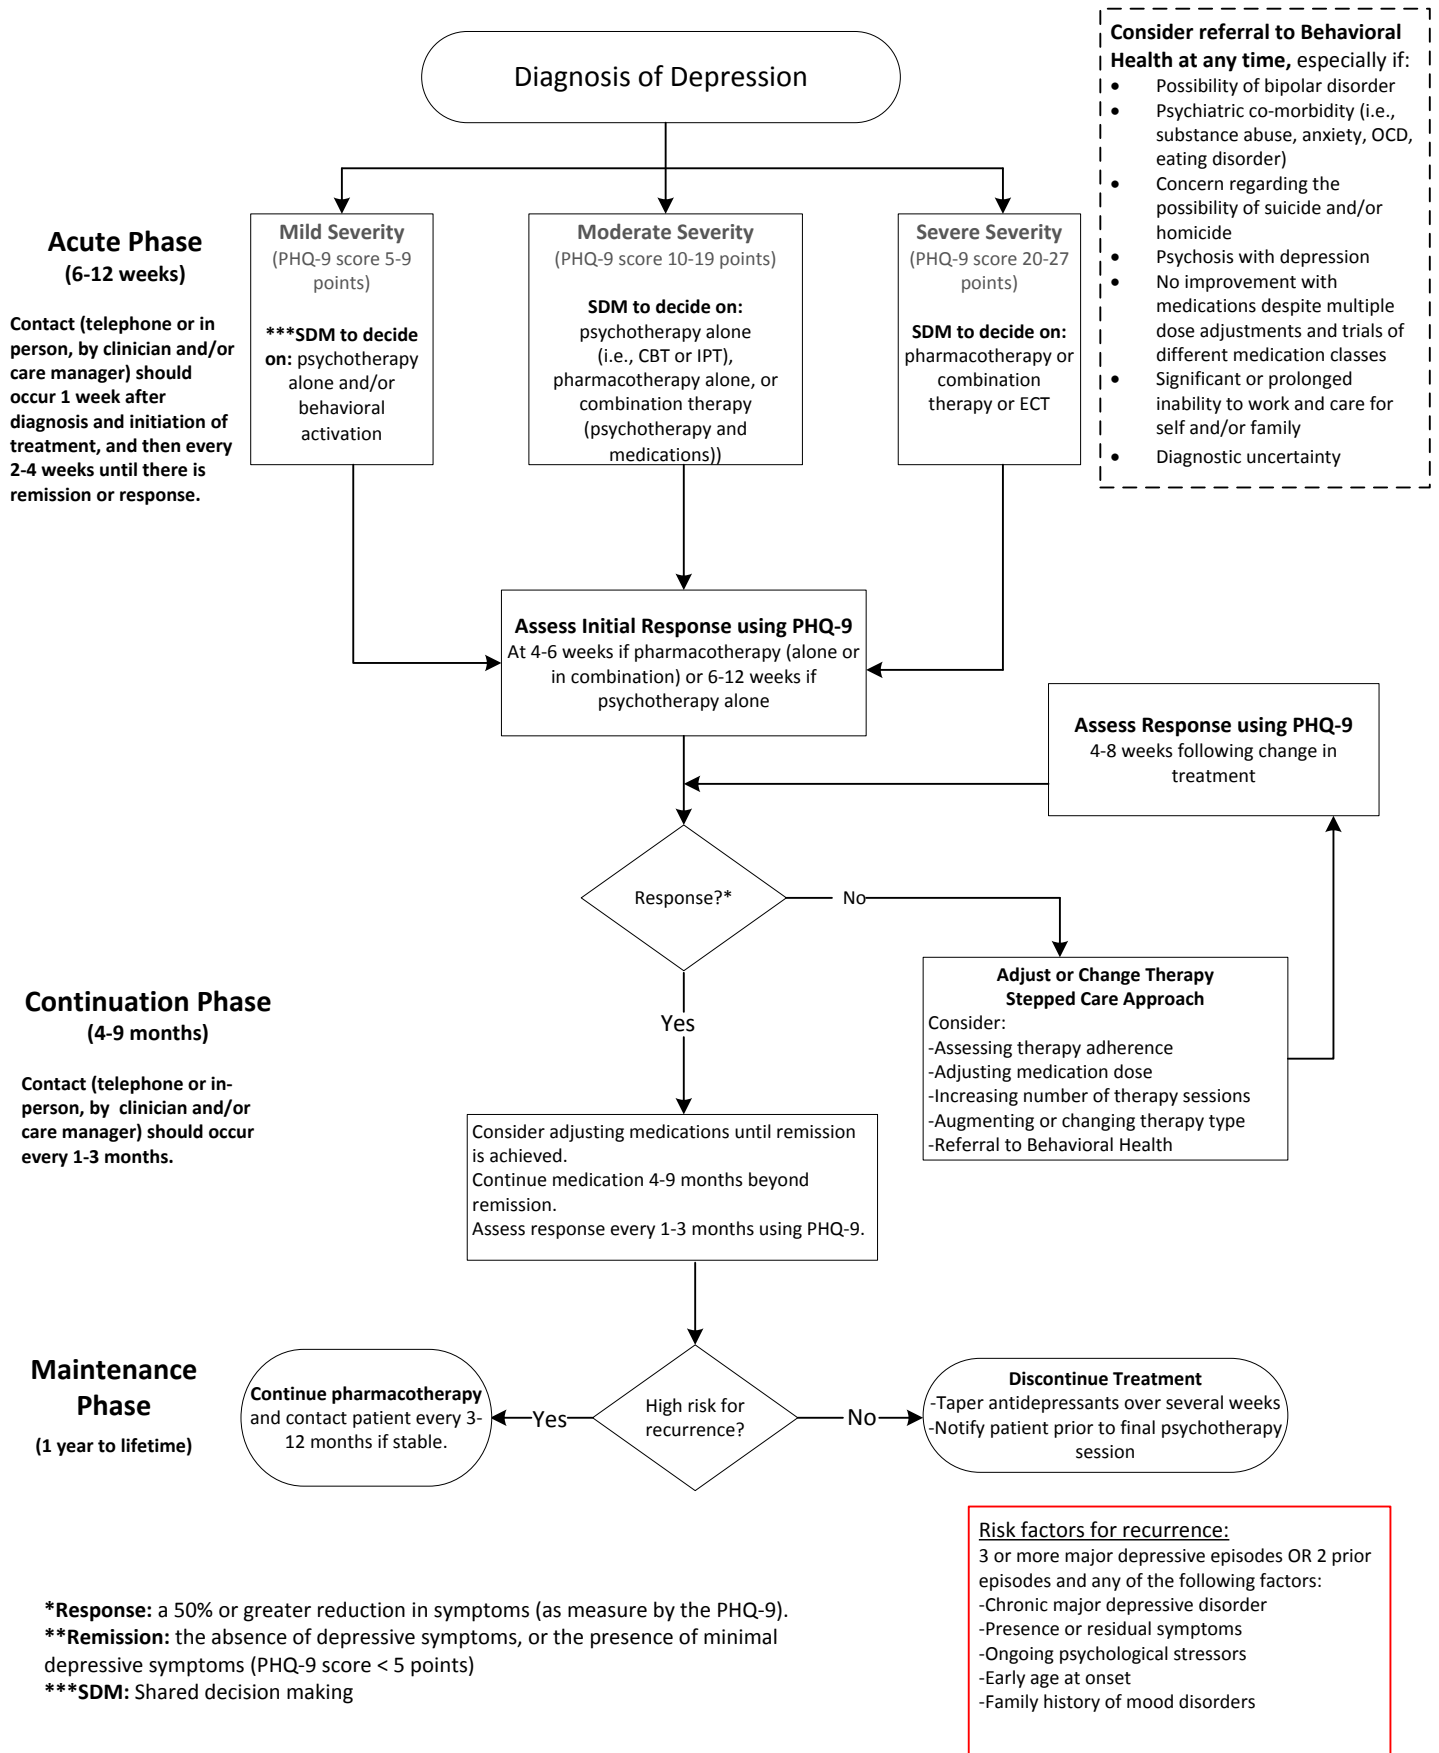 Diagnosis of Depression
Consider referral to Behavioral
Health at any time, especially if:
• Possibility of bipolar disorder
• Psychiatric co-morbidity (i.e.,
substance abuse, anxiety, OCD,
eating disorder)
• Concern regarding the
possibility of suicide and/or
homicide
• Psychosis with depression
• No improvement with
medications despite multiple
dose adjustments and trials of
different medication classes
• Significant or prolonged
inability to work and care for
self and/or family
• Diagnostic uncertainty
Acute Phase
(6-12 weeks)
Contact (telephone or in
person, by clinician and/or
care manager) should
occur 1 week after
diagnosis and initiation of
treatment, and then every
2-4 weeks until there is
remission or response.
Mild Severity
(PHQ-9 score 5-9
points)
***SDM to decide
on: psychotherapy
alone and/or
behavioral
activation
Moderate Severity
(PHQ-9 score 10-19 points)
SDM to decide on:
psychotherapy alone
(i.e., CBT or IPT),
pharmacotherapy alone, or
combination therapy
(psychotherapy and
medications))
Severe Severity
(PHQ-9 score 20-27
points)
SDM to decide on:
pharmacotherapy or
combination
therapy or ECT
Assess Initial Response using PHQ-9
At 4-6 weeks if pharmacotherapy (alone or
in combination) or 6-12 weeks if
psychotherapy alone
Assess Response using PHQ-9
4-8 weeks following change in
treatment
Response?*
No
Yes
Adjust or Change Therapy
Stepped Care Approach
Consider:
-Assessing therapy adherence
-Adjusting medication dose
-Increasing number of therapy sessions
-Augmenting or changing therapy type
-Referral to Behavioral Health
Continuation Phase
(4-9 months)
Contact (telephone or in-
person, by clinician and/or
care manager) should occur
every 1-3 months.
Consider adjusting medications until remission
is achieved.
Continue medication 4-9 months beyond
remission.
Assess response every 1-3 months using PHQ-9.
Maintenance
Phase
(1 year to lifetime)
Continue pharmacotherapy
and contact patient every 3-
12 months if stable.
Yes
High risk for
recurrence?
No
Discontinue Treatment
-Taper antidepressants over several weeks
-Notify patient prior to final psychotherapy
session
Risk factors for recurrence:
3 or more major depressive episodes OR 2 prior
episodes and any of the following factors:
-Chronic major depressive disorder
-Presence or residual symptoms
-Ongoing psychological stressors
-Early age at onset
-Family history of mood disorders
*Response: a 50% or greater reduction in symptoms (as measure by the PHQ-9).
**Remission: the absence of depressive symptoms, or the presence of minimal
depressive symptoms (PHQ-9 score < 5 points)
***SDM: Shared decision making